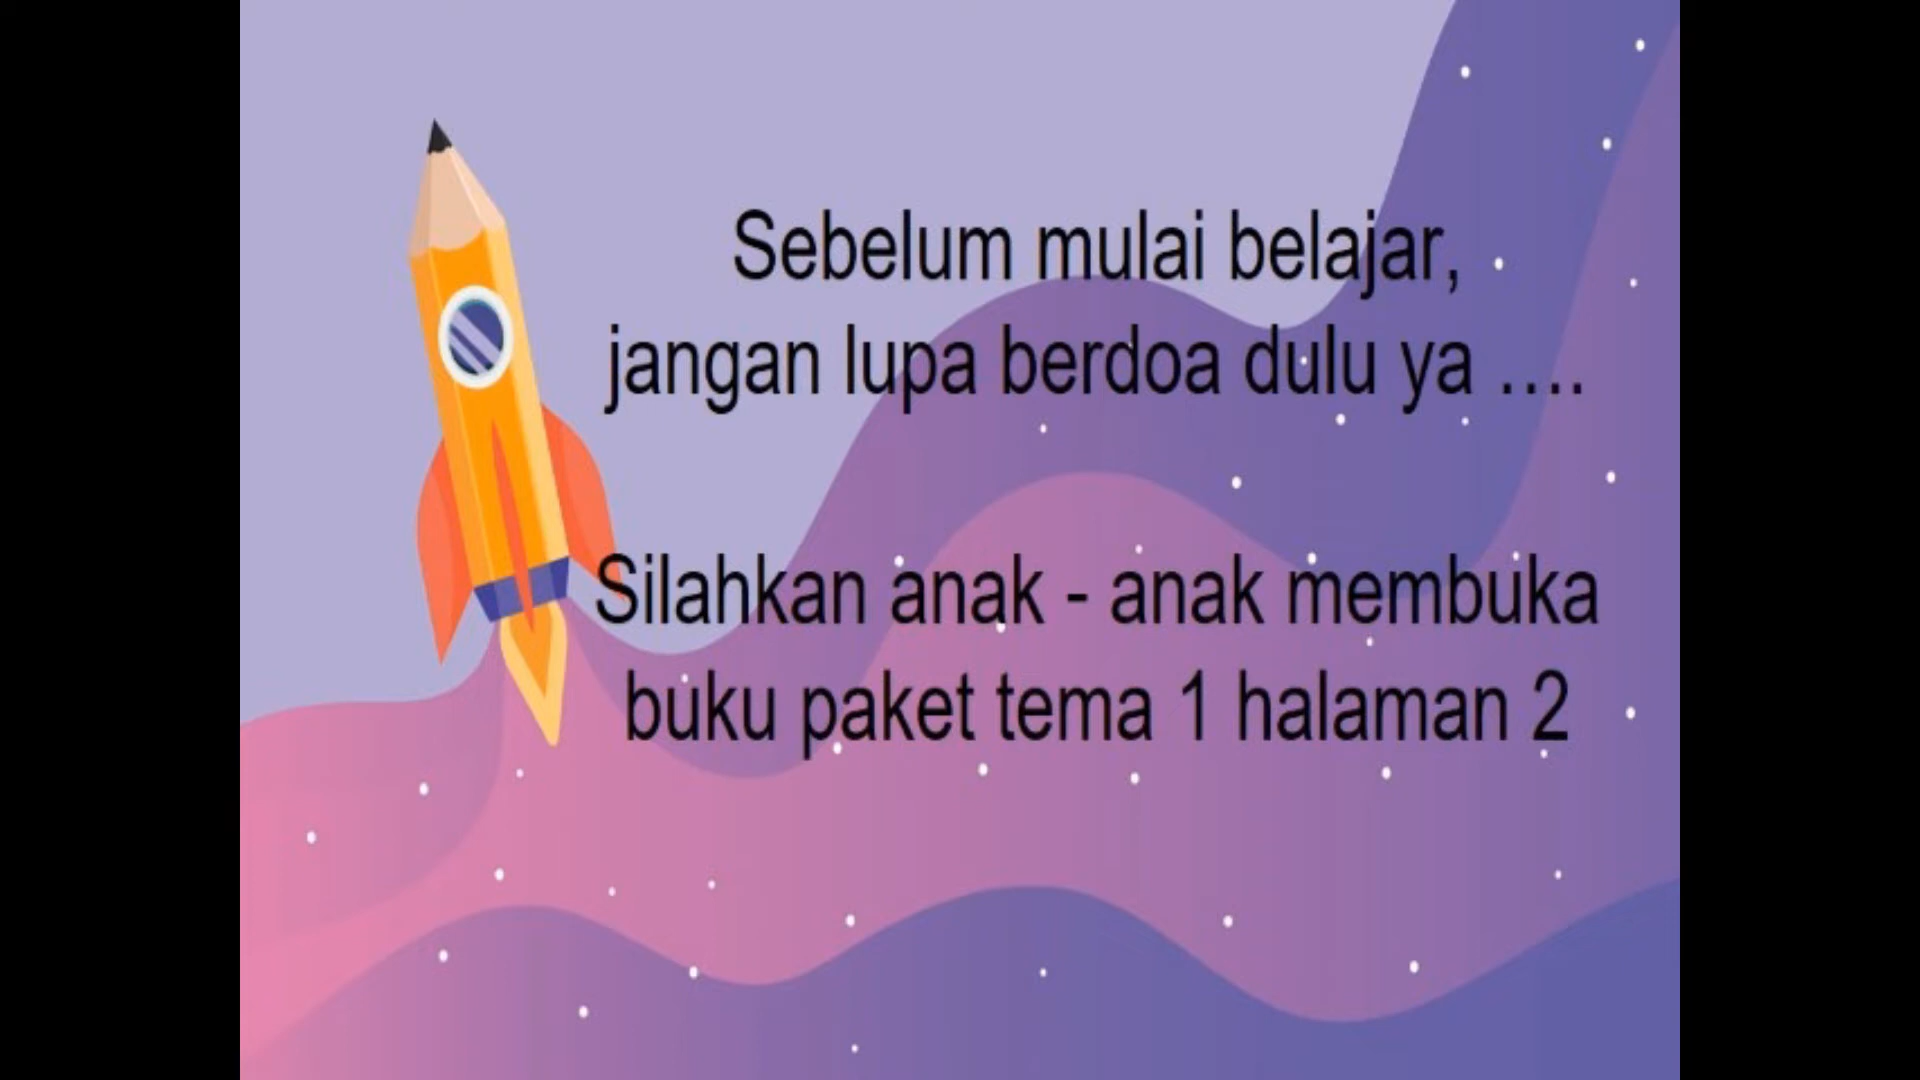 Sebelum mulai belajar,
jangan lupa berdoa dulu ya ....
Silahkan anak - anak membuka
buku paket tema 1 halaman 2